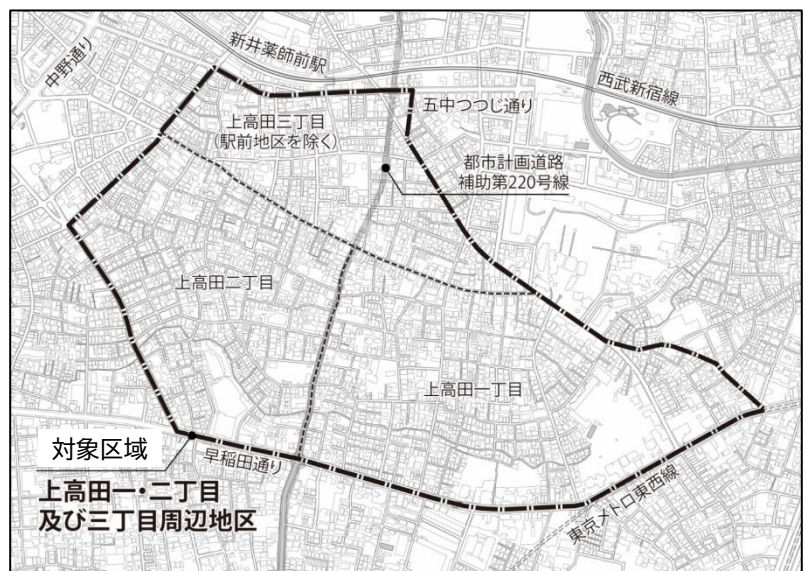 中野通り
新井薬師前駅
西武新宿線
五中つつじ通り
上高田三丁目
(駅前地区を除く)
都市計画道路
補助第220号線
上高田二丁目
上高田一丁目
対象区域
早稲田通り
上高田一・二丁目
及び三丁目周辺地区
東京メトロ東西線